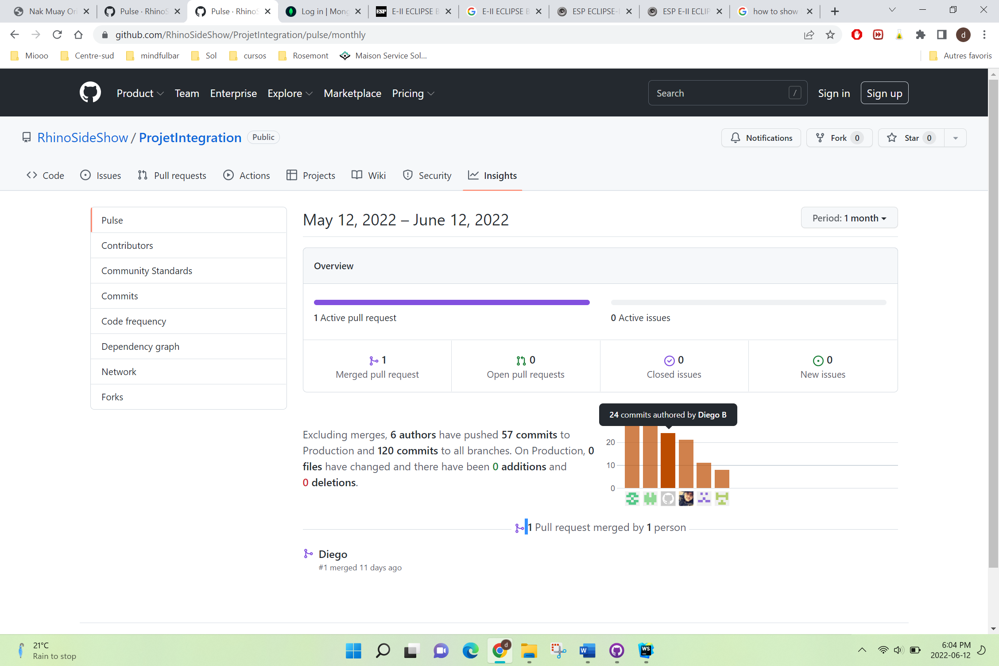 Nak Muay Ori
Pulse · RhinoS
Pulse · RhinoS
Log in | Mong
E-II ECLIPSE B
E-II ECLIPSE B
ESP ECLIPSE-I
ESP E-II ECLIP
how to show
github.com/RhinoSideShow/ProjetIntegration/pulse/monthly
d
Miooo
Centre-sud
mindfulbar
Sol
cursos
Rosemont
Maison Service Sol...
Autres favoris
Product
Team
Enterprise
Explore
Marketplace
Pricing
Search
/
Sign in
Sign up
RhinoSideShow / ProjetIntegration Public
Notifications
Fork 0
Star 0
Code
Issues
Pull requests
Actions
Projects
Wiki
Security
Insights
Pulse
Contributors
Community Standards
Commits
Code frequency
Dependency graph
Network
Forks
May 12, 2022 – June 12, 2022
Period: 1 month
Overview
1 Active pull request
0 Active issues
1
Merged pull request
0
Open pull requests
0
Closed issues
0
New issues
Excluding merges, 6 authors have pushed 57 commits to
Production and 120 commits to all branches. On Production, 0
files have changed and there have been 0 additions and
0 deletions.
24 commits authored by Diego B
20
10
0
1 Pull request merged by 1 person
Diego
#1 merged 11 days ago
21°C
Rain to stop
d
W
WS
6:04 PM
2022-06-12